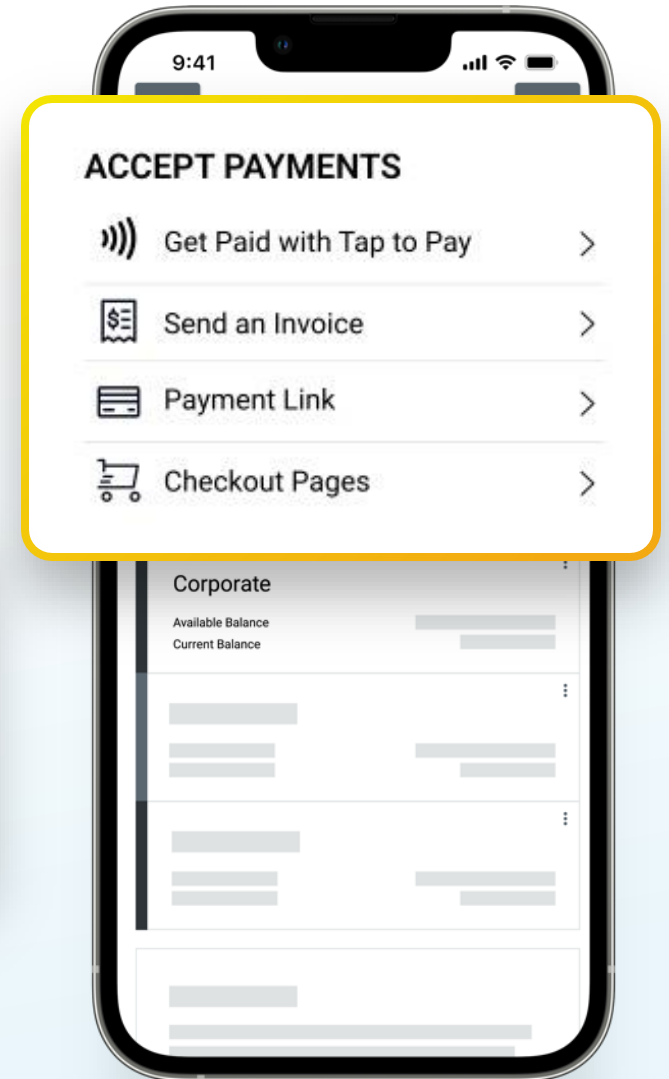 9:41
ACCEPT PAYMENTS
Get Paid with Tap to Pay
Send an Invoice
Payment Link
Checkout Pages
Corporate
Available Balance
Current Balance